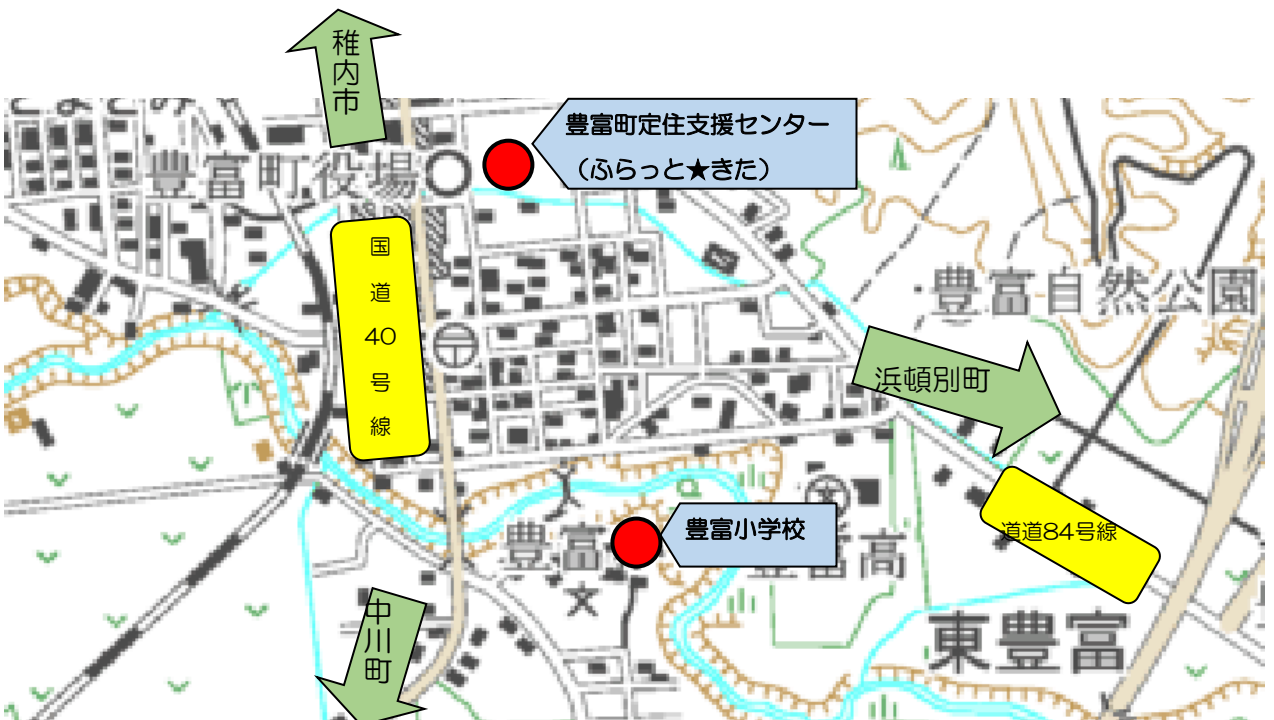 稚内市
豊富町定住支援センター
（ふらっと★きた）
豊富町役場
国道40号線
豊富自然公園
浜頓別町
道道84号線
豊富小学校
豊富
豊富高
中川町
東豊富